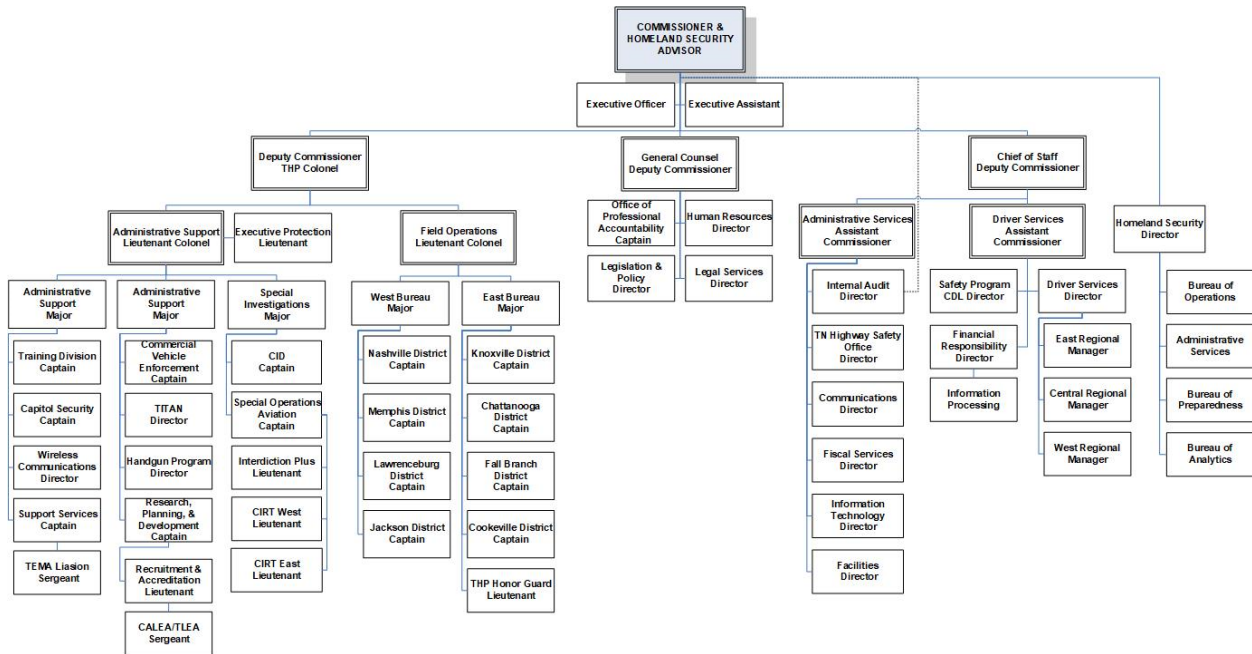 COMMISSIONER &
HOMELAND SECURITY
ADVISOR
Executive Officer
Executive Assistant
Deputy Commissioner
THP Colonel
General Counsel
Deputy Commissioner
Chief of Staff
Deputy Commissioner
Administrative Support
Lieutenant Colonel
Executive Protection
Lieutenant
Field Operations
Lieutenant Colonel
Office of
Professional
Accountability
Captain
Human Resources
Director
Legislation &
Policy
Director
Legal Services
Director
Administrative Services
Assistant
Commissioner
Driver Services
Assistant
Commissioner
Homeland Security
Director
Administrative
Support
Major
Administrative
Support
Major
Special
Investigations
Major
West Bureau
Major
East Bureau
Major
Training Division
Captain
Capitol Security
Captain
Wireless
Communications
Director
Support Services
Captain
TEMA Liasion
Sergeant
Commercial
Vehicle
Enforcement
Captain
TITAN
Director
Handgun Program
Director
Research,
Planning, &
Development
Captain
Recruitment &
Accreditation
Lieutenant
CALEA/TLEA
Sergeant
CID
Captain
Special Operations
Aviation
Captain
Interdiction Plus
Lieutenant
CIRT West
Lieutenant
CIRT East
Lieutenant
Nashville District
Captain
Memphis District
Captain
Lawrenceburg
District
Captain
Jackson District
Captain
Knoxville District
Captain
Chattanooga
District
Captain
Fall Branch
District
Captain
Cookeville District
Captain
THP Honor Guard
Lieutenant
Internal Audit
Director
TN Highway Safety
Office
Director
Communications
Director
Fiscal Services
Director
Information
Technology
Director
Facilities
Director
Safety Program
CDL Director
Financial
Responsibility
Director
Information
Processing
Driver Services
Director
East Regional
Manager
Central Regional
Manager
West Regional
Manager
Bureau of
Operations
Administrative
Services
Bureau of
Preparedness
Bureau of
Analytics